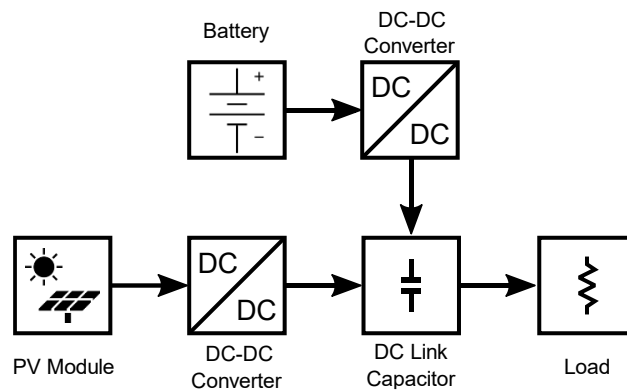 Battery
DC-DC
Converter
+
−
DC
DC
DC
DC
PV Module
DC-DC
Converter
DC Link
Capacitor
Load